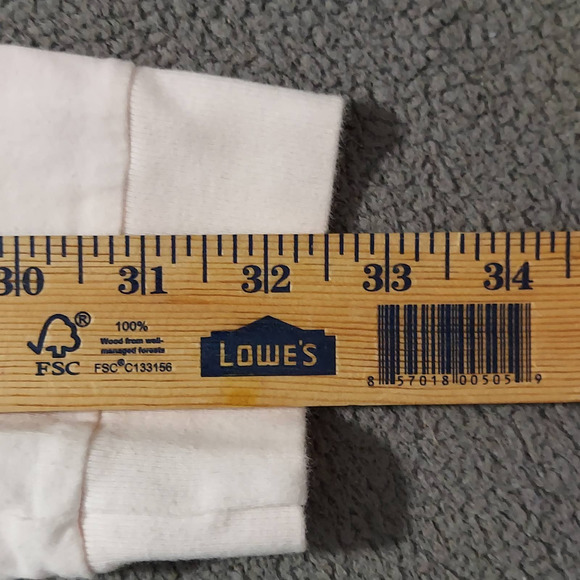 30 31 32 33 34
®
100%
Wood from well-
managed forests
FSC
FSC® C133156
LOWE'S
8 57018 00505 9